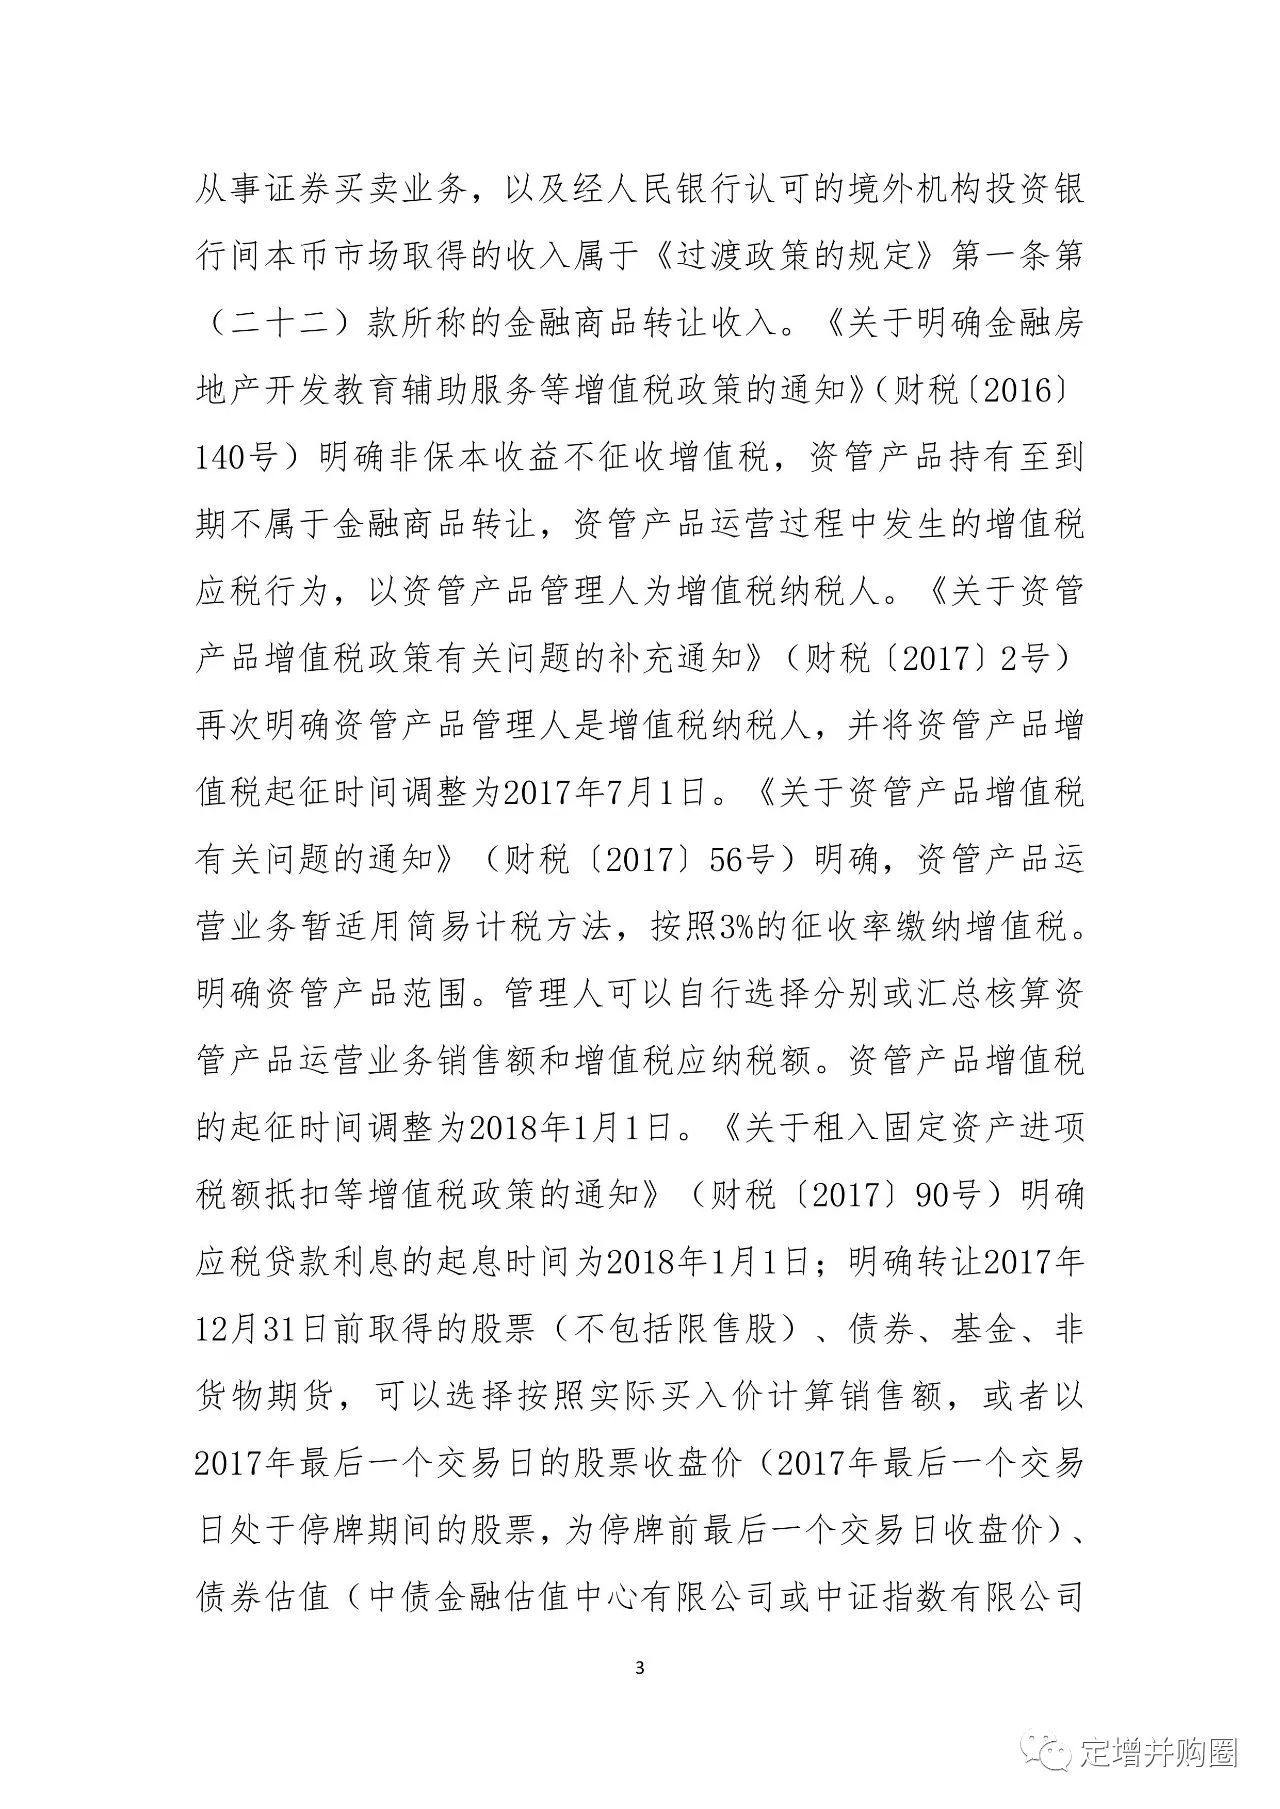 从事证券买卖业务，以及经人民银行认可的境外机构投资银
行间本币市场取得的收入属于《过渡政策的规定》第一条第
（二十二）款所称的金融商品转让收入。《关于明确金融房
地产开发教育辅助服务等增值税政策的通知》（财税〔2016〕
140号）明确非保本收益不征收增值税，资管产品持有至到
期不属于金融商品转让，资管产品运营过程中发生的增值税
应税行为，以资管产品管理人为增值税纳税人。《关于资管
产品增值税政策有关问题的补充通知》（财税〔2017〕2号）
再次明确资管产品管理人是增值税纳税人，并将资管产品增
值税起征时间调整为2017年7月1日。《关于资管产品增值税
有关问题的通知》（财税〔2017〕56号）明确，资管产品运
营业务暂适用简易计税方法，按照3%的征收率缴纳增值税。
明确资管产品范围。管理人可以自行选择分别或汇总核算资
管产品运营业务销售额和增值税应纳税额。资管产品增值税
的起征时间调整为2018年1月1日。《关于租入固定资产进项
税额抵扣等增值税政策的通知》（财税〔2017〕90号）明确
应税贷款利息的起息时间为2018年1月1日；明确转让2017年
12月31日前取得的股票（不包括限售股）、债券、基金、非
货物期货，可以选择按照实际买入价计算销售额，或者以
2017年最后一个交易日的股票收盘价（2017年最后一个交易
日处于停牌期间的股票，为停牌前最后一个交易日收盘价）、
债券估值（中债金融估值中心有限公司或中证指数有限公司
3
定增并购圈